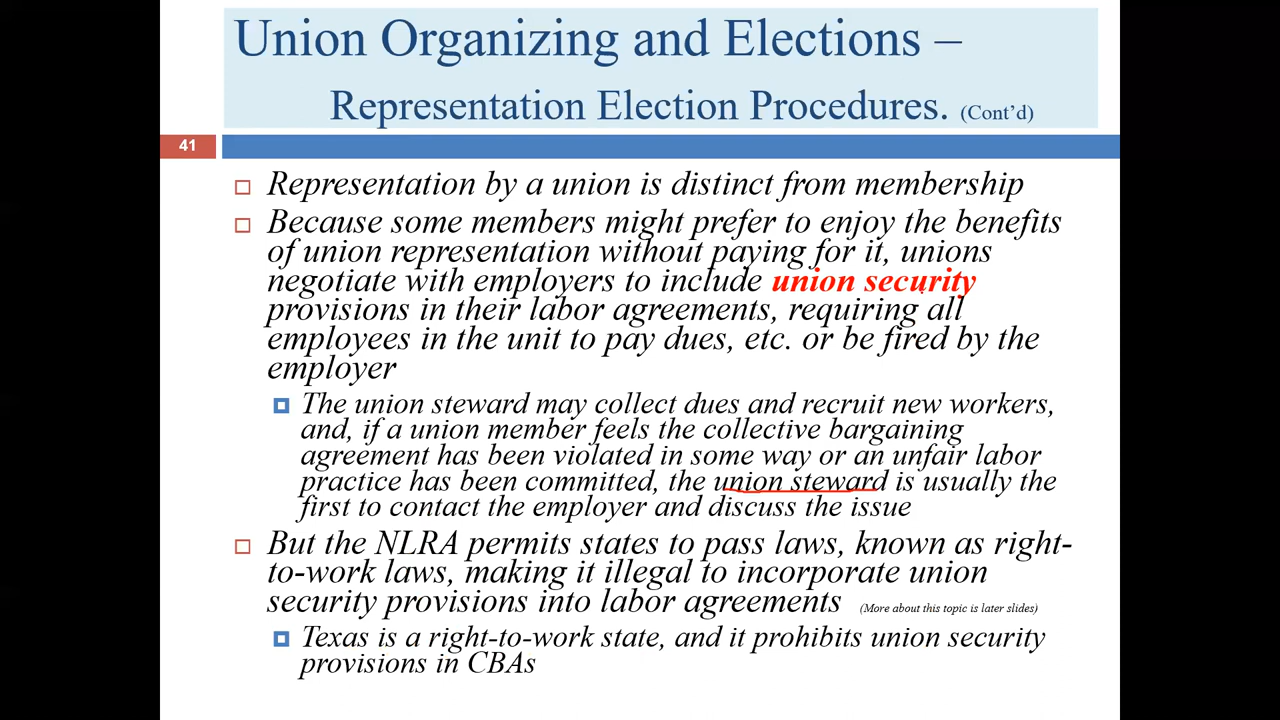 Union Organizing and Elections –
Representation Election Procedures. (Cont'd)
41
Representation by a union is distinct from membership
Because some members might prefer to enjoy the benefits
of union representation without paying for it, unions
negotiate with employers to include union security
provisions in their labor agreements, requiring all
employees in the unit to pay dues, etc. or be fired by the
employer
The union steward may collect dues and recruit new workers,
and, if a union member feels the collective bargaining
agreement has been violated in some way or an unfair labor
practice has been committed, the union steward is usually the
first to contact the employer and discuss the issue
But the NLRA permits states to pass laws, known as right-
to-work laws, making it illegal to incorporate union
security provisions into labor agreements (More about this topic is later slides)
Texas is a right-to-work state, and it prohibits union security
provisions in CBAs